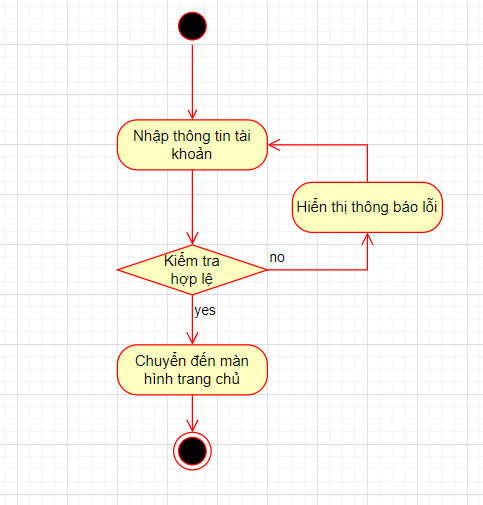 Nhập thông tin tài
khoản
Hiển thị thông báo lỗi
Kiểm tra
hợp lệ
no
yes
Chuyển đến màn
hình trang chủ